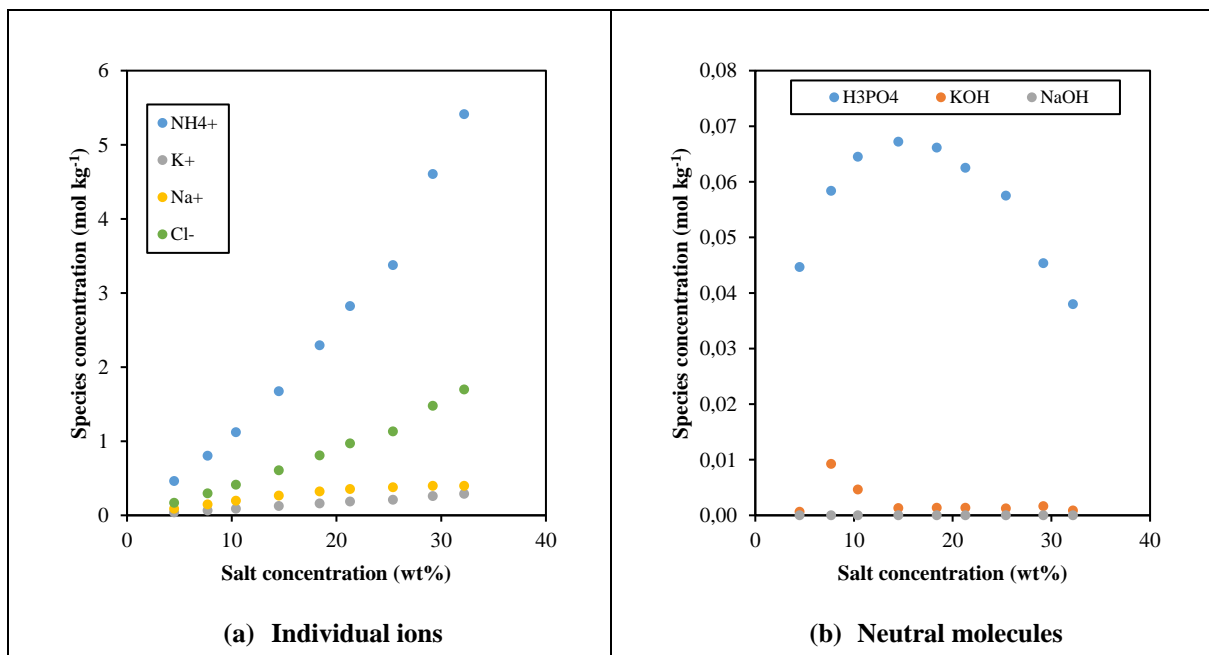 6
5
4
3
2
1
0
0 10 20 30 40
Species concentration (mol kg⁻¹)
Salt concentration (wt%)
NH4+
K+
Na+
Cl-
(a) Individual ions
0,08
0,07
0,06
0,05
0,04
0,03
0,02
0,01
0,00
0 10 20 30 40
Species concentration (mol kg⁻¹)
Salt concentration (wt%)
H3PO4 KOH NaOH
(b) Neutral molecules